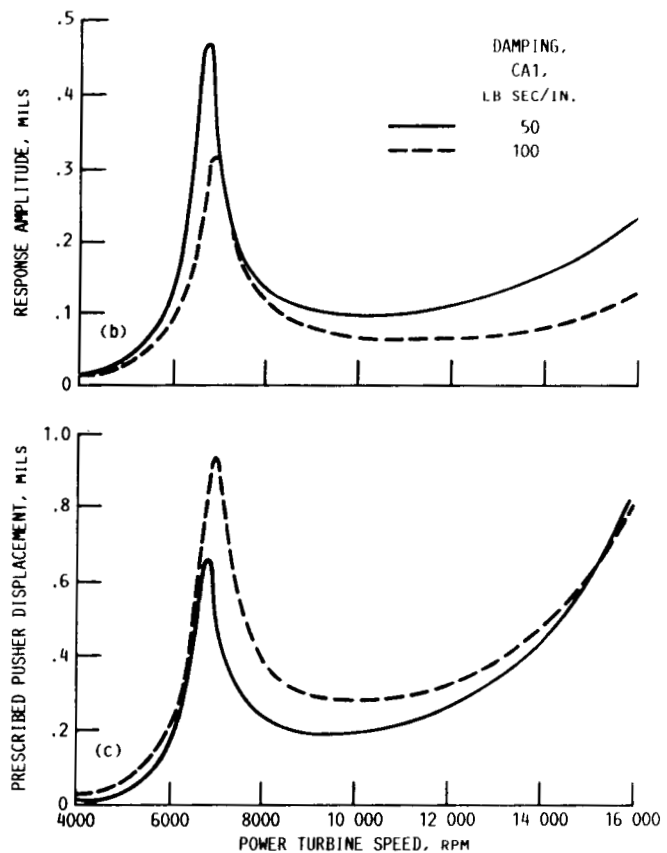 .5
.4
.3
.2
.1
0
RESPONSE AMPLITUDE, MILS
(b)
DAMPING,
CA1,
LB SEC/IN.
50
100
1.0
.8
.6
.4
.2
0
PRESCRIBED PUSHER DISPLACEMENT, MILS
(c)
4000 6000 8000 10 000 12 000 14 000 16 000
POWER TURBINE SPEED, RPM